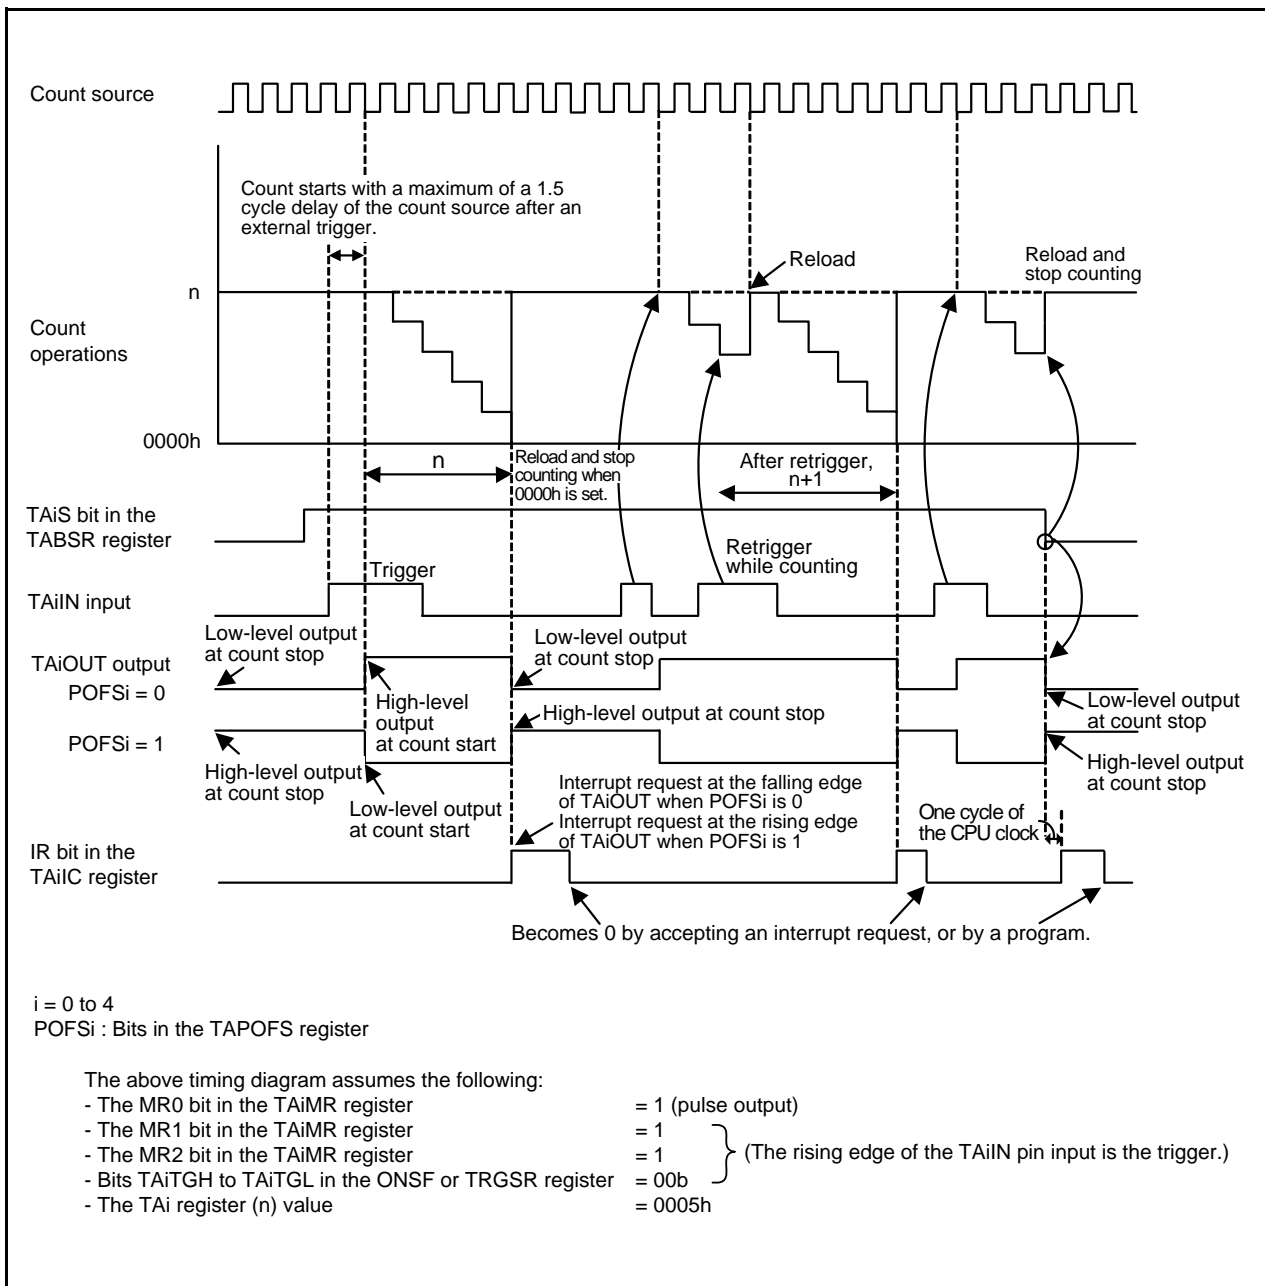 Count source
Count starts with a maximum of a 1.5
cycle delay of the count source after an
external trigger.
Reload
Reload and
stop counting
n
Count
operations
0000h
n
Reload and stop
counting when
0000h is set.
After retrigger,
n+1
TAiS bit in the
TABSR register
Retrigger
while counting
Trigger
TAiIN input
Low-level output
at count stop
Low-level output
at count stop
TAiOUT output
POFSi = 0
High-level
output
at count start
High-level output at count stop
Low-level output
at count stop
POFSi = 1
High-level output
at count stop
Low-level output
at count start
High-level output
at count stop
Interrupt request at the falling edge
of TAiOUT when POFSi is 0
Interrupt request at the rising edge
of TAiOUT when POFSi is 1
One cycle of
the CPU clock
IR bit in the
TAiIC register
Becomes 0 by accepting an interrupt request, or by a program.
i = 0 to 4
POFSi : Bits in the TAPOFS register
The above timing diagram assumes the following:
- The MR0 bit in the TAiMR register = 1 (pulse output)
- The MR1 bit in the TAiMR register = 1
- The MR2 bit in the TAiMR register = 1
(The rising edge of the TAiIN pin input is the trigger.)
- Bits TAiTGH to TAiTGL in the ONSF or TRGSR register = 00b
- The TAi register (n) value = 0005h